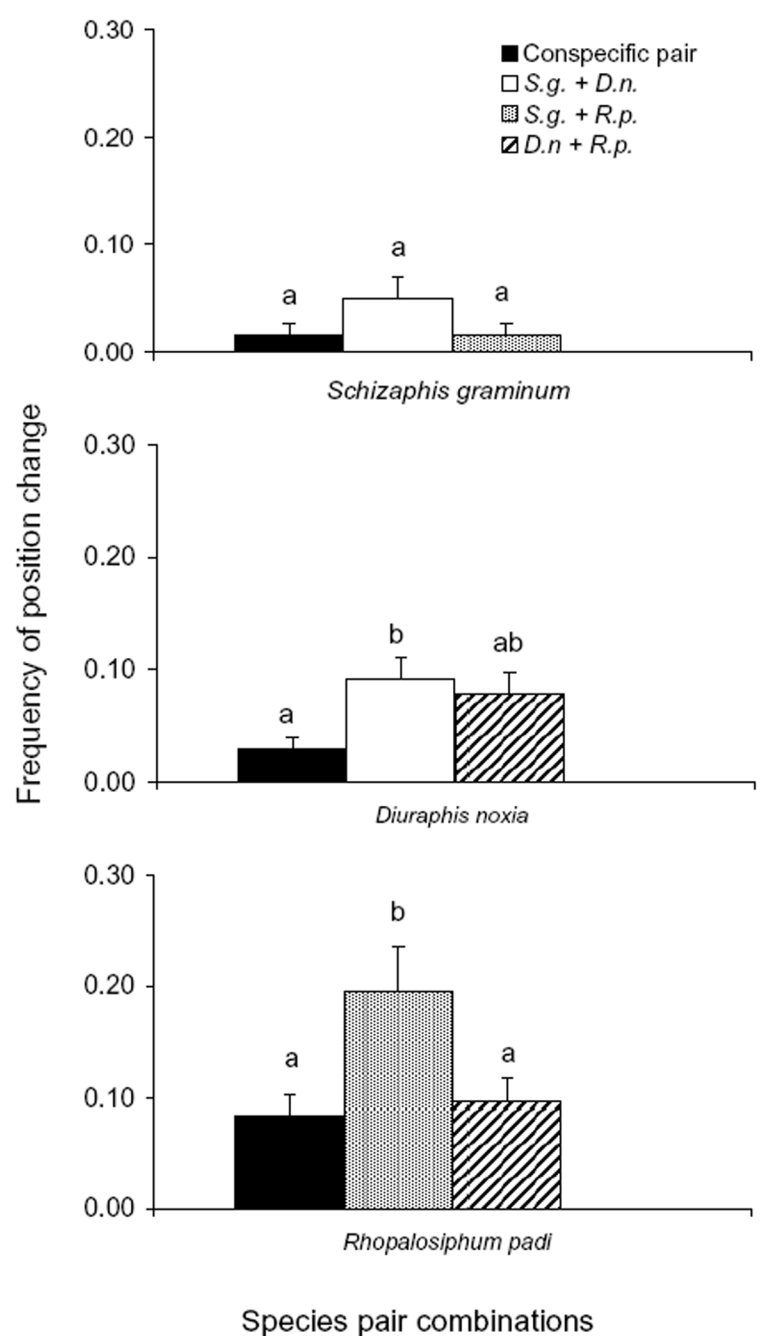 0.30
Conspecific pair
S.g. + D.n.
S.g. + R.p.
D.n + R.p.
0.20
0.10
a
a
a
0.00
Schizaphis graminum
Frequency of position change
0.30
0.20
0.10
a
b
ab
0.00
Diuraphis noxia
0.30
0.20
0.10
a
b
a
0.00
Rhopalosiphum padi
Species pair combinations